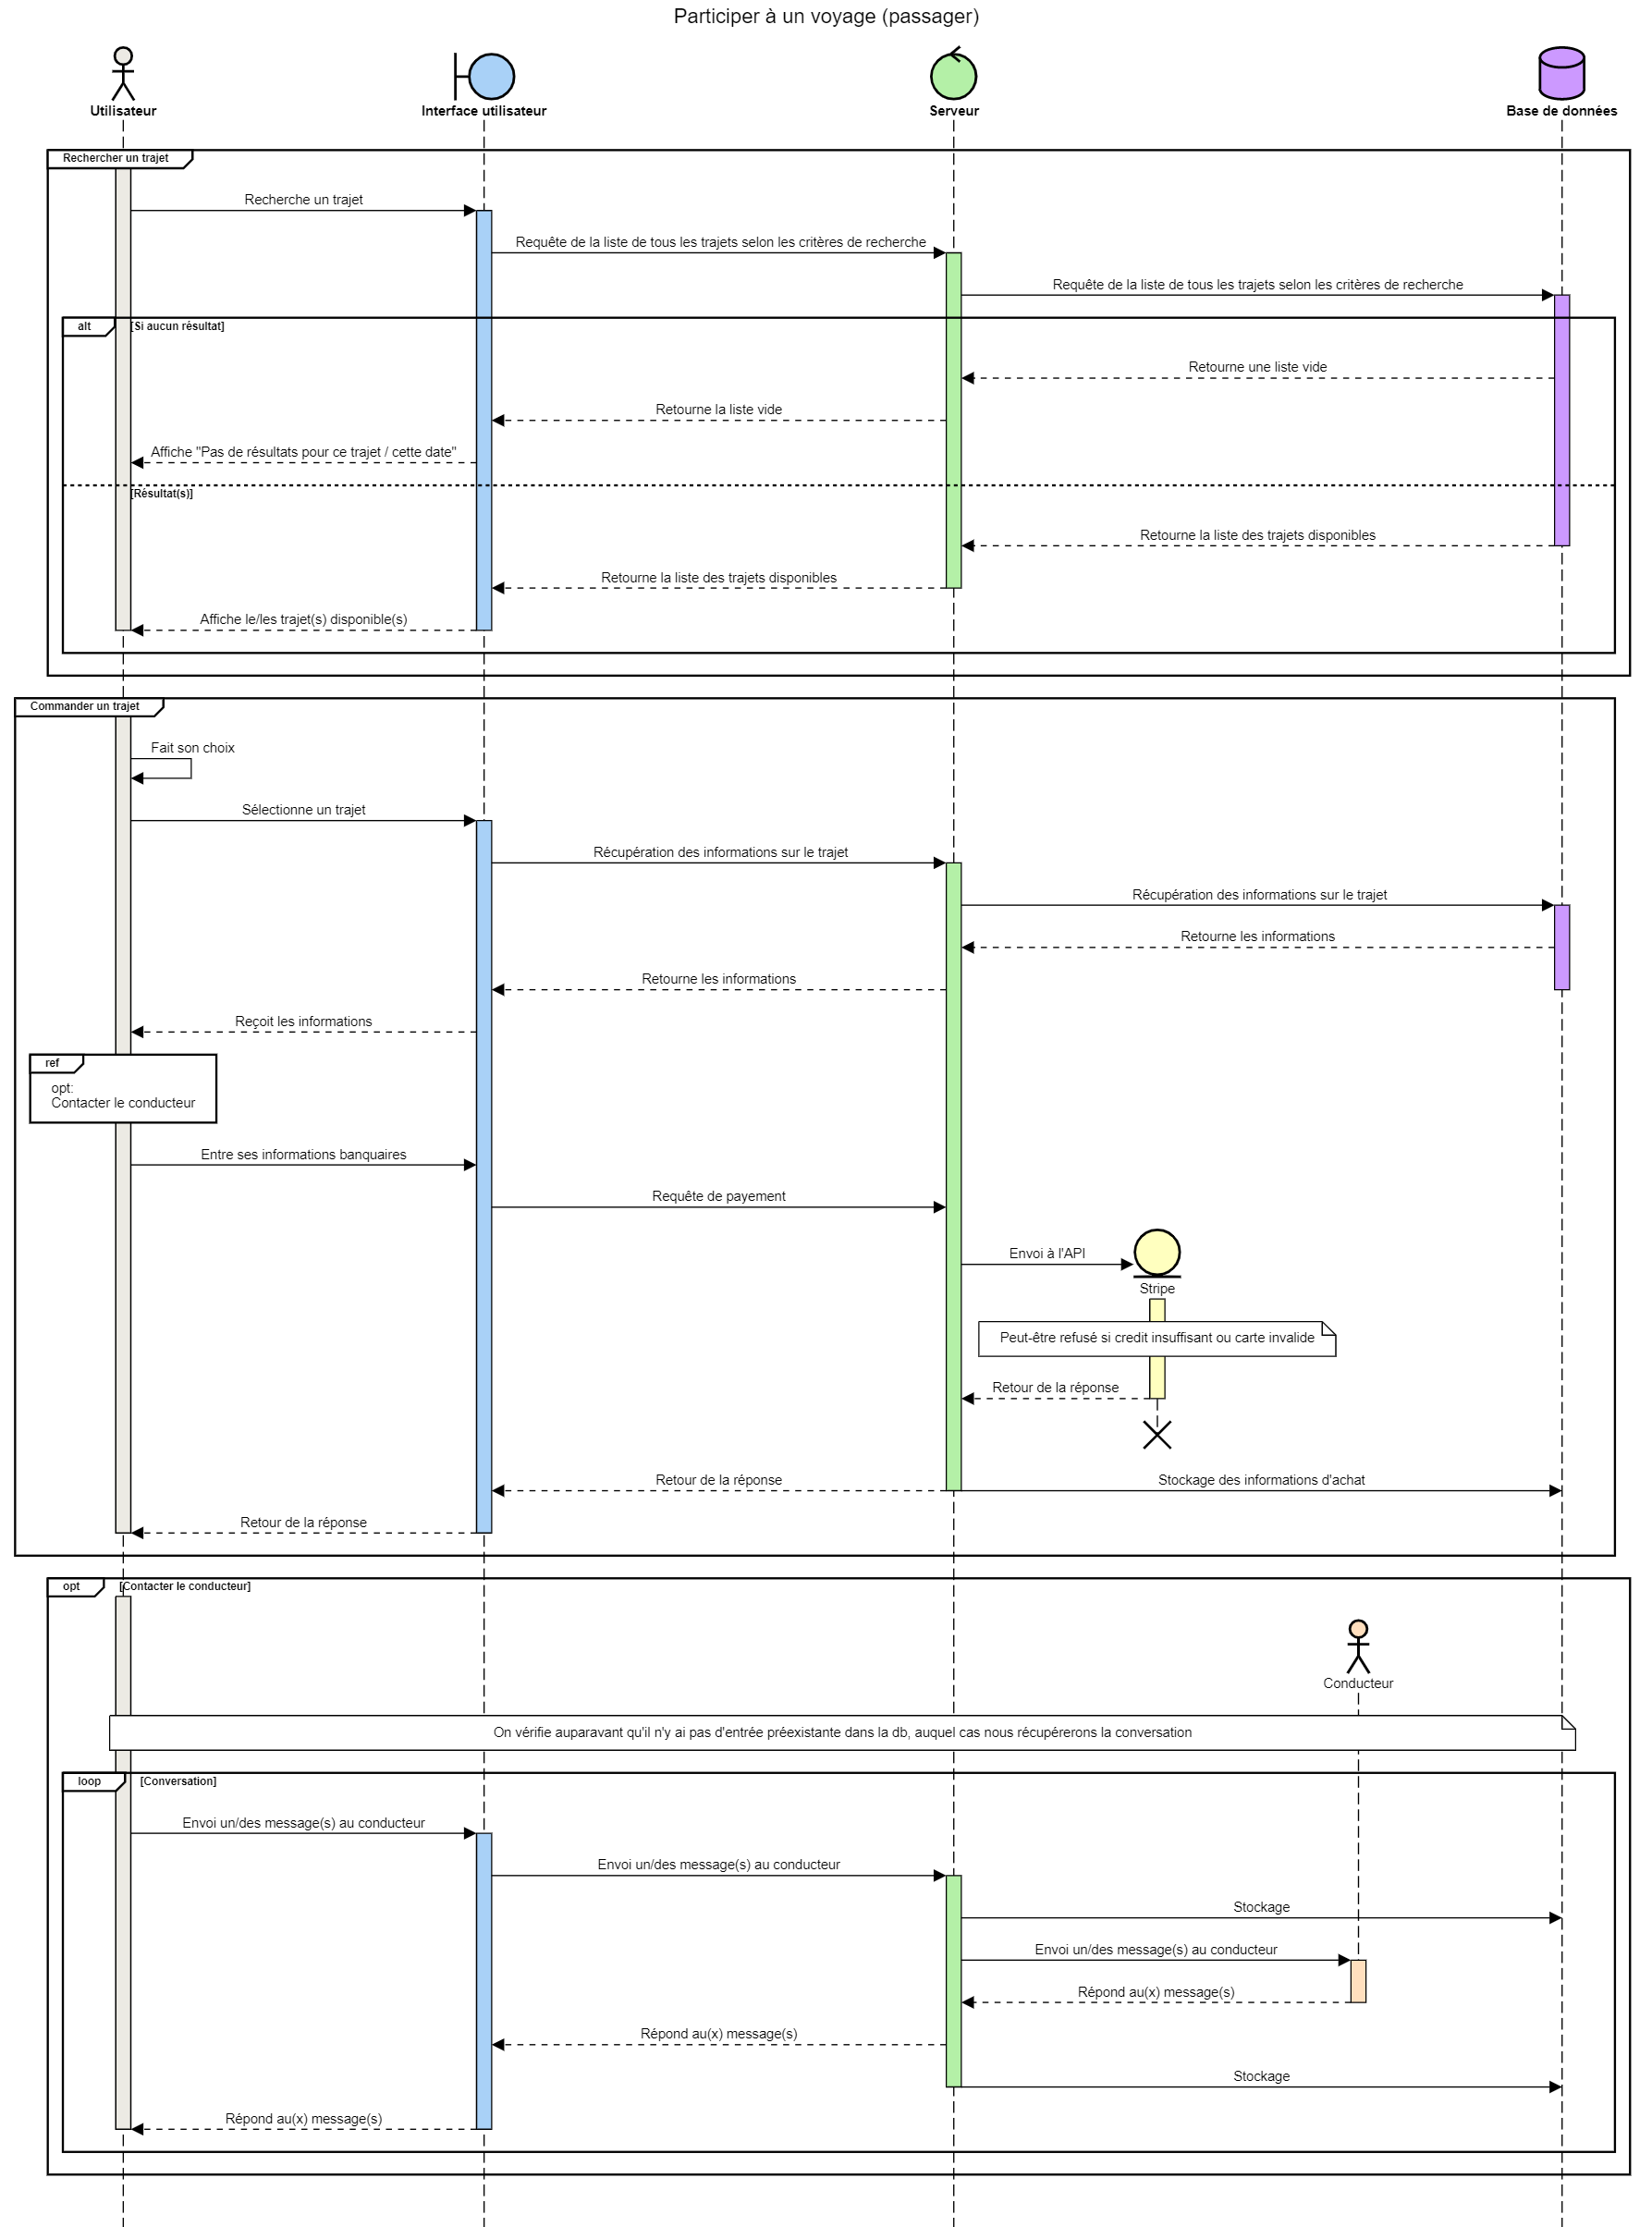 Participer à un voyage (passager)
Utilisateur
Interface utilisateur
Serveur
Base de données
Rechercher un trajet
Recherche un trajet
Requête de la liste de tous les trajets selon les critères de recherche
Requête de la liste de tous les trajets selon les critères de recherche
alt
[Si aucun résultat]
Retourne une liste vide
Retourne la liste vide
Affiche "Pas de résultats pour ce trajet / cette date"
[Résultat(s)]
Retourne la liste des trajets disponibles
Retourne la liste des trajets disponibles
Affiche le/les trajet(s) disponible(s)
Commander un trajet
Fait son choix
Sélectionne un trajet
Récupération des informations sur le trajet
Récupération des informations sur le trajet
Retourne les informations
Retourne les informations
Reçoit les informations
ref
opt:
Contacter le conducteur
Entre ses informations banquaires
Requête de payement
Envoi à l'API
Stripe
Peut-être refusé si credit insuffisant ou carte invalide
Retour de la réponse
Retour de la réponse
Stockage des informations d'achat
Retour de la réponse
opt
[Contacter le conducteur]
Conducteur
On vérifie auparavant qu'il n'y ai pas d'entrée préexistante dans la db, auquel cas nous récupérerons la conversation
loop
[Conversation]
Envoi un/des message(s) au conducteur
Envoi un/des message(s) au conducteur
Stockage
Envoi un/des message(s) au conducteur
Répond au(x) message(s)
Répond au(x) message(s)
Stockage
Répond au(x) message(s)